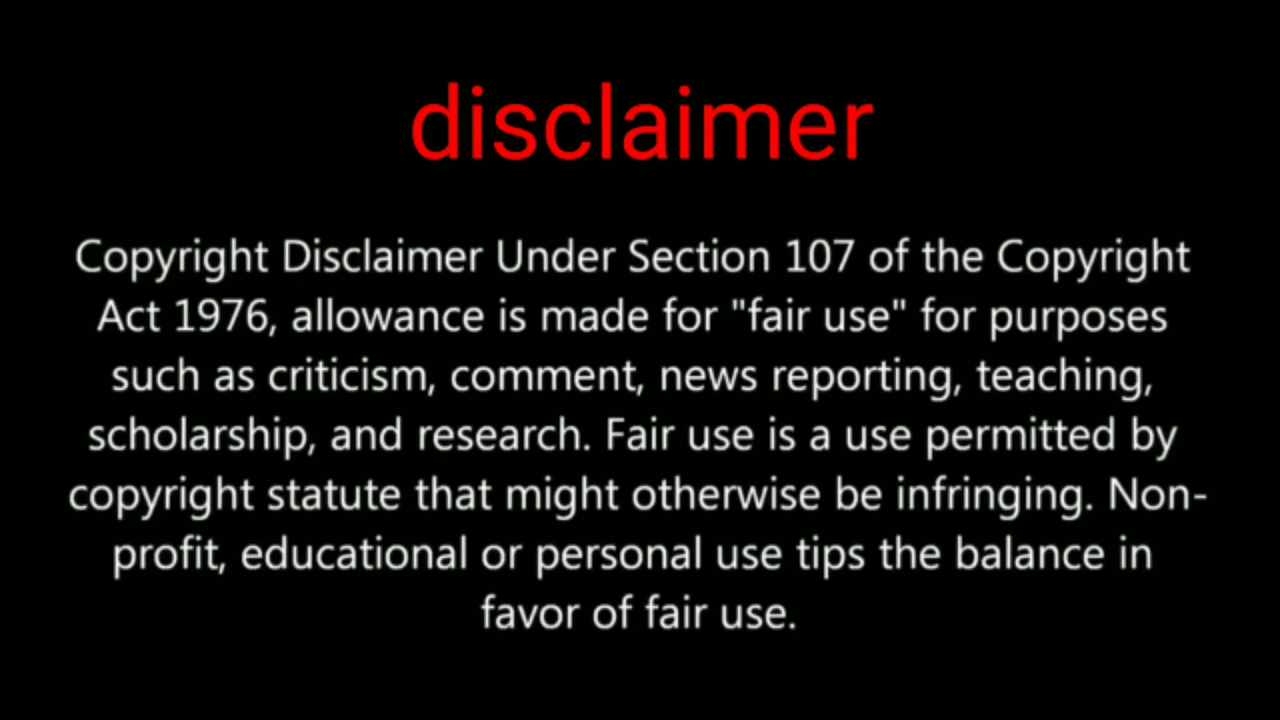 disclaimer
Copyright Disclaimer Under Section 107 of the Copyright
Act 1976, allowance is made for "fair use" for purposes
such as criticism, comment, news reporting, teaching,
scholarship, and research. Fair use is a use permitted by
copyright statute that might otherwise be infringing. Non-
profit, educational or personal use tips the balance in
favor of fair use.